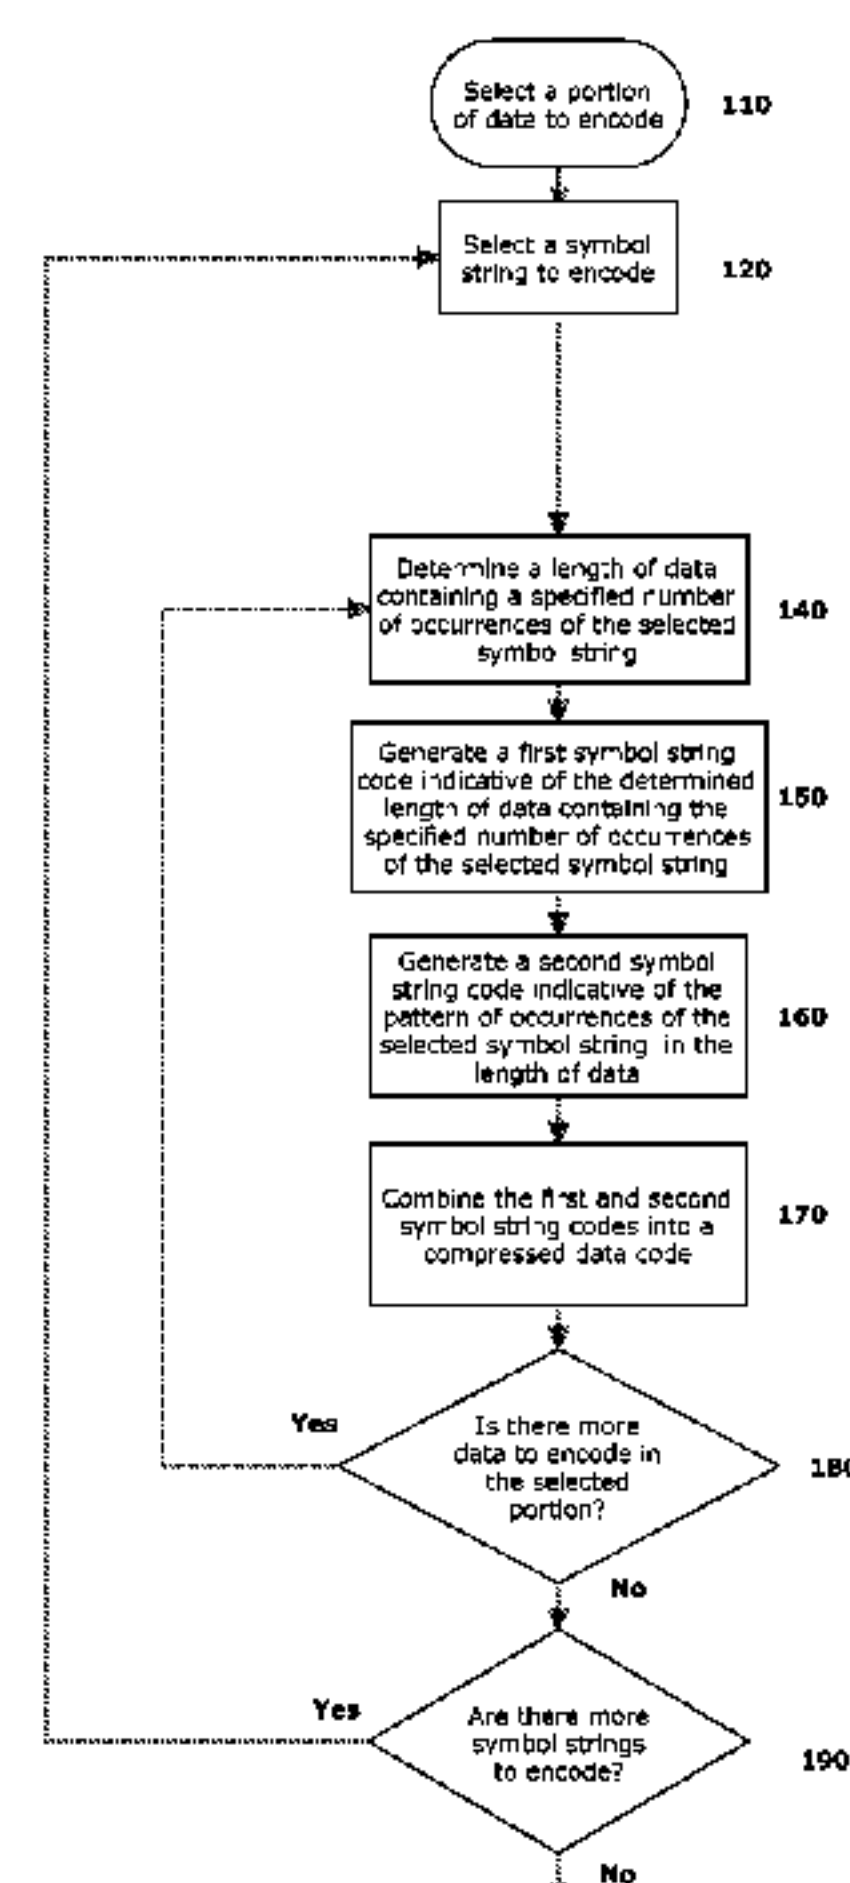 Select a portion
of data to encode
110
Select a symbol
string to encode
120
Determine a length of data
containing a specified number
of occurrences of the selected
symbol string
140
Generate a first symbol string
code indicative of the determined
length of data containing the
specified number of occurrences
of the selected symbol string
150
Generate a second symbol
string code indicative of the
pattern of occurrences of the
selected symbol string in the
length of data
160
Combine the first and second
symbol string codes into a
compressed data code
170
Yes
Is there more
data to encode in
the selected
portion?
180
No
Yes
Are there more
symbol strings
to encode?
190
No